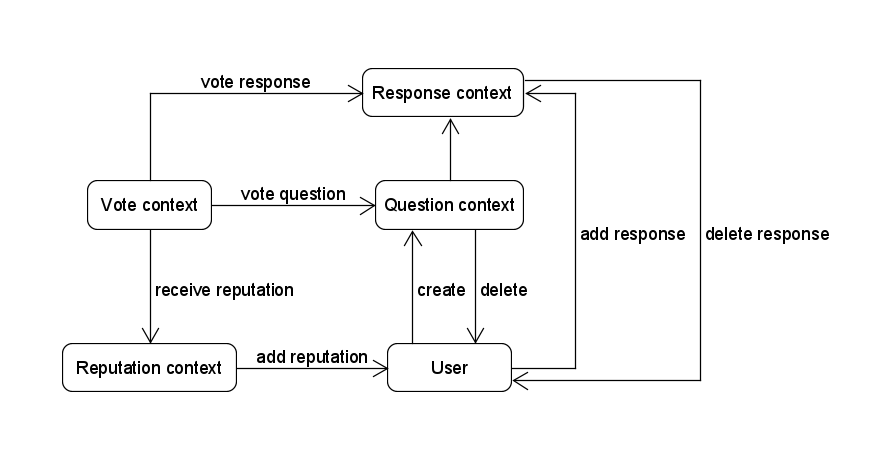 vote response
Response context
Vote context
vote question
Question context
add response
delete response
receive reputation
create
delete
Reputation context
add reputation
User